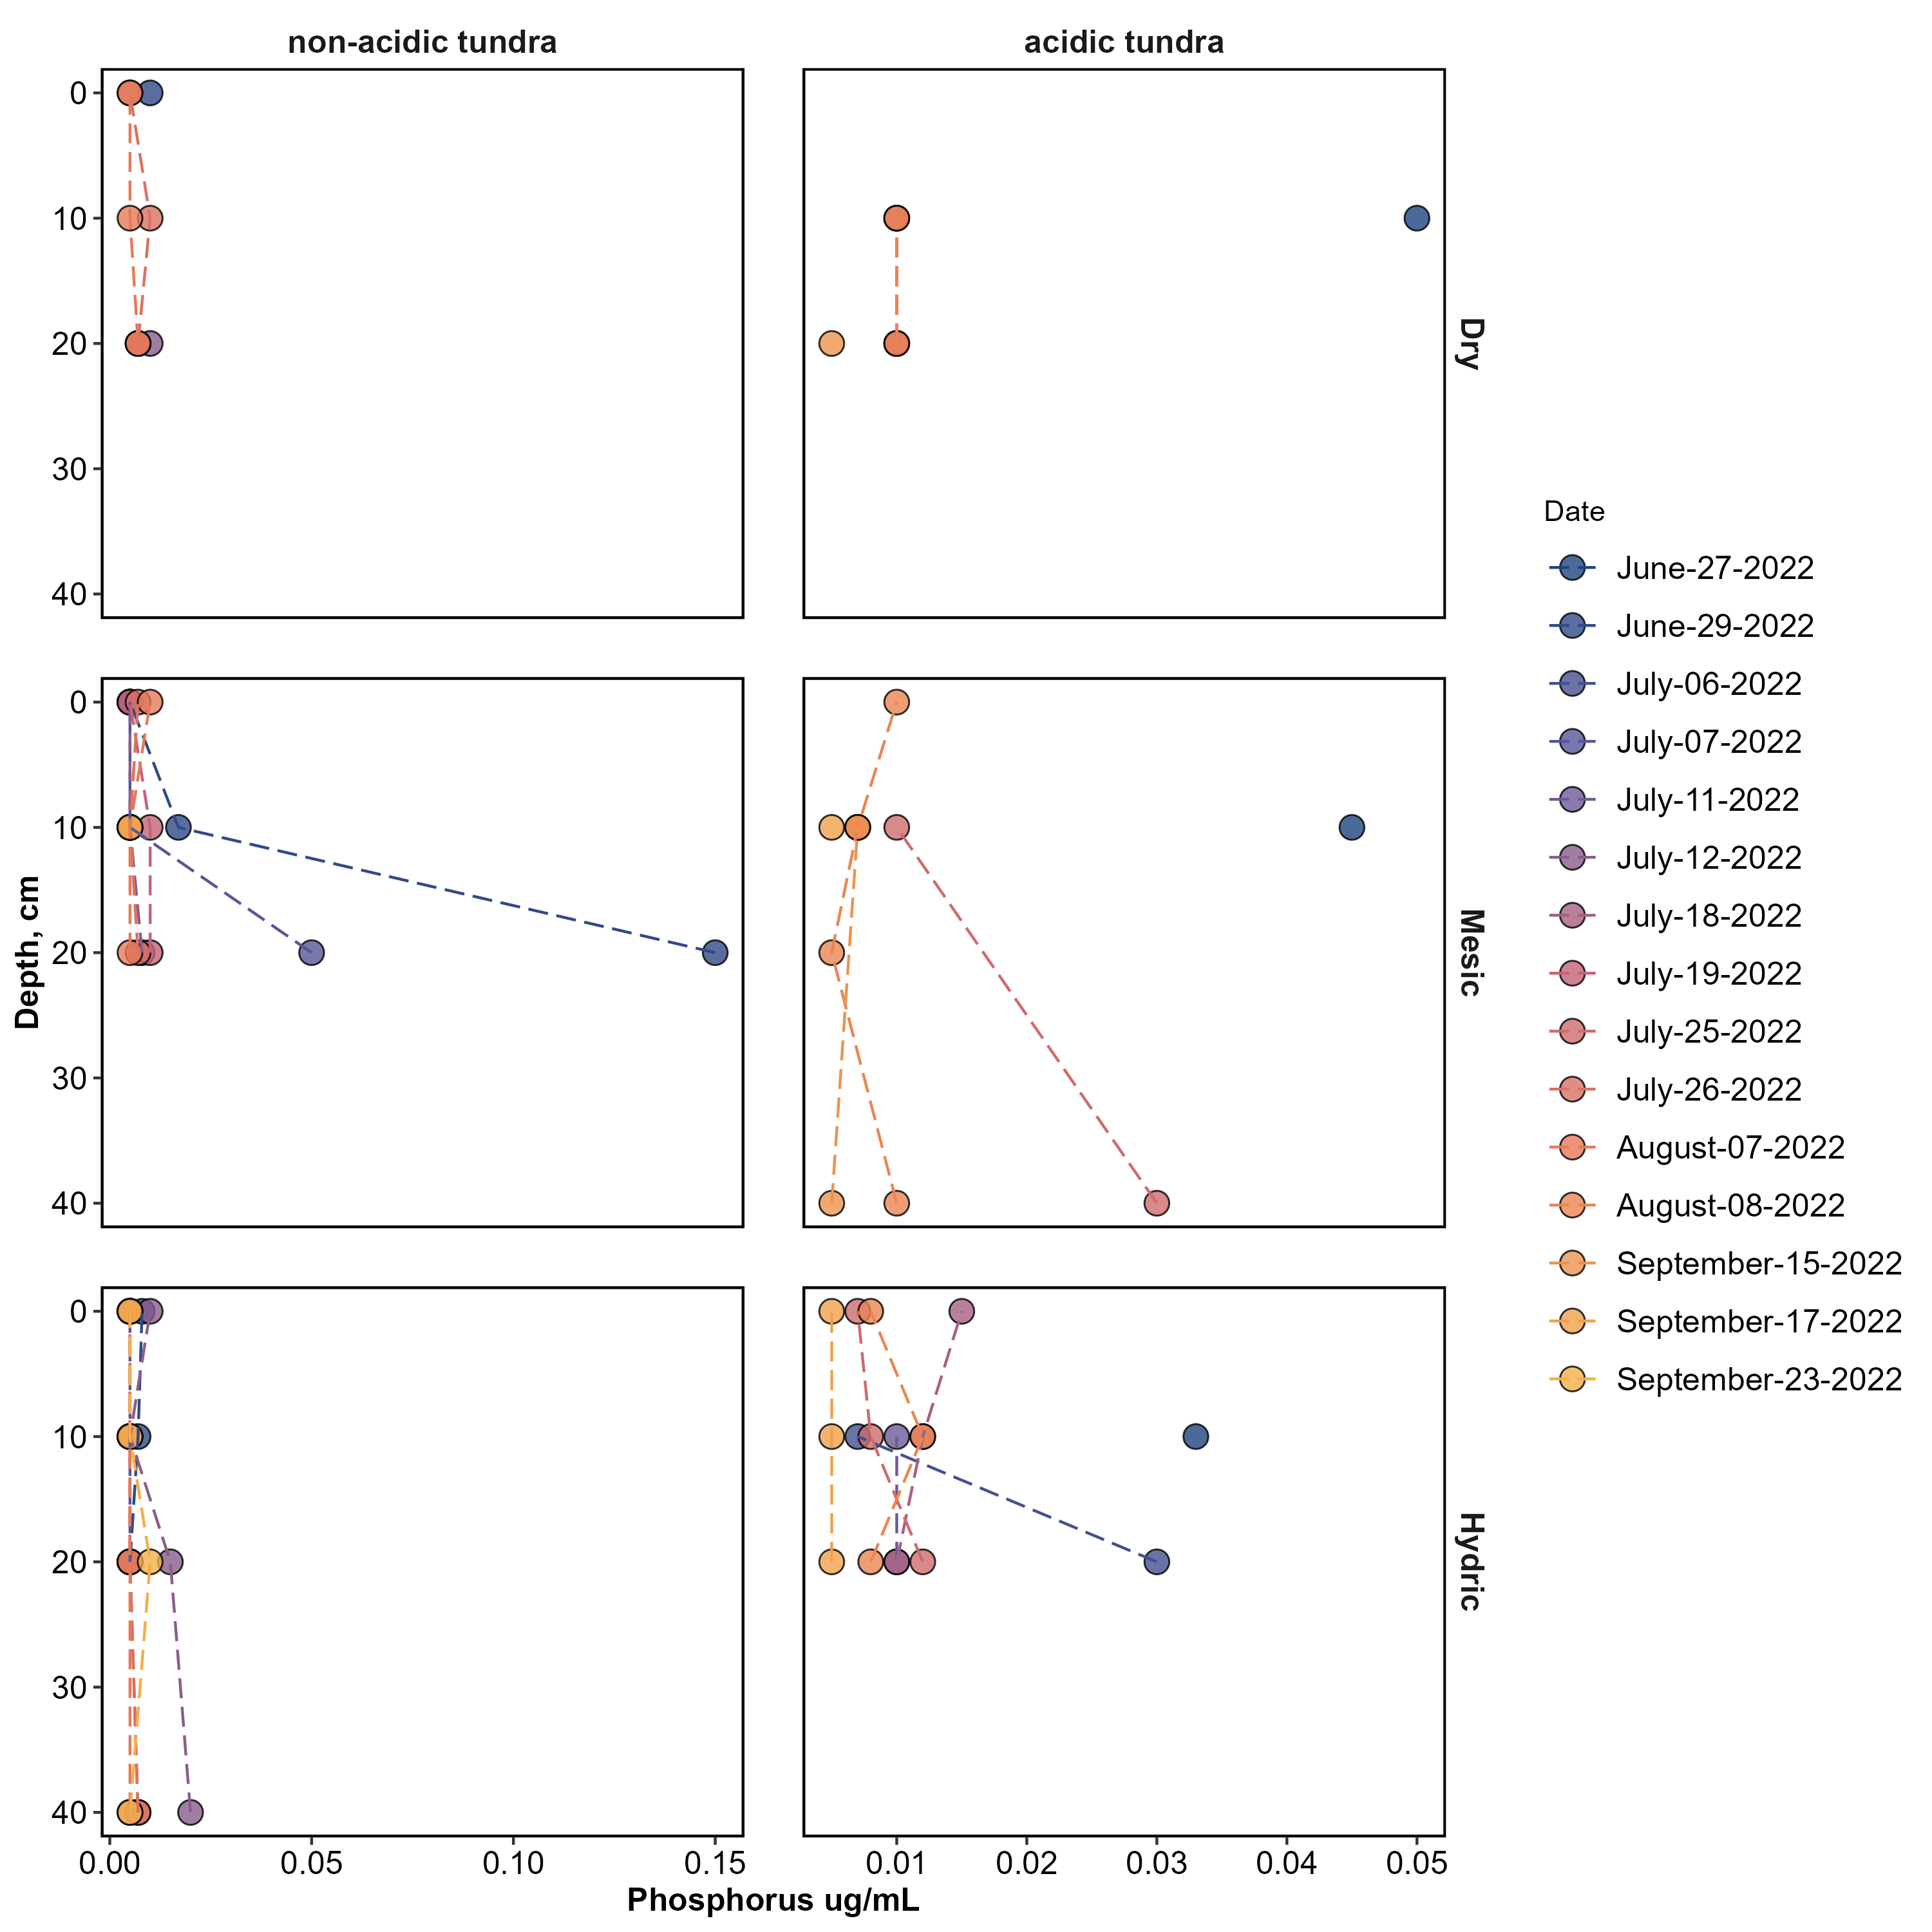 non-acidic tundra
acidic tundra
0
10
20
30
40
Dry
0
10
20
30
40
Mesic
0
10
20
30
40
Hydric
Depth, cm
0.00
0.05
0.10
0.15
0.01
0.02
0.03
0.04
0.05
Phosphorus ug/mL
Date
June-27-2022
June-29-2022
July-06-2022
July-07-2022
July-11-2022
July-12-2022
July-18-2022
July-19-2022
July-25-2022
July-26-2022
August-07-2022
August-08-2022
September-15-2022
September-17-2022
September-23-2022